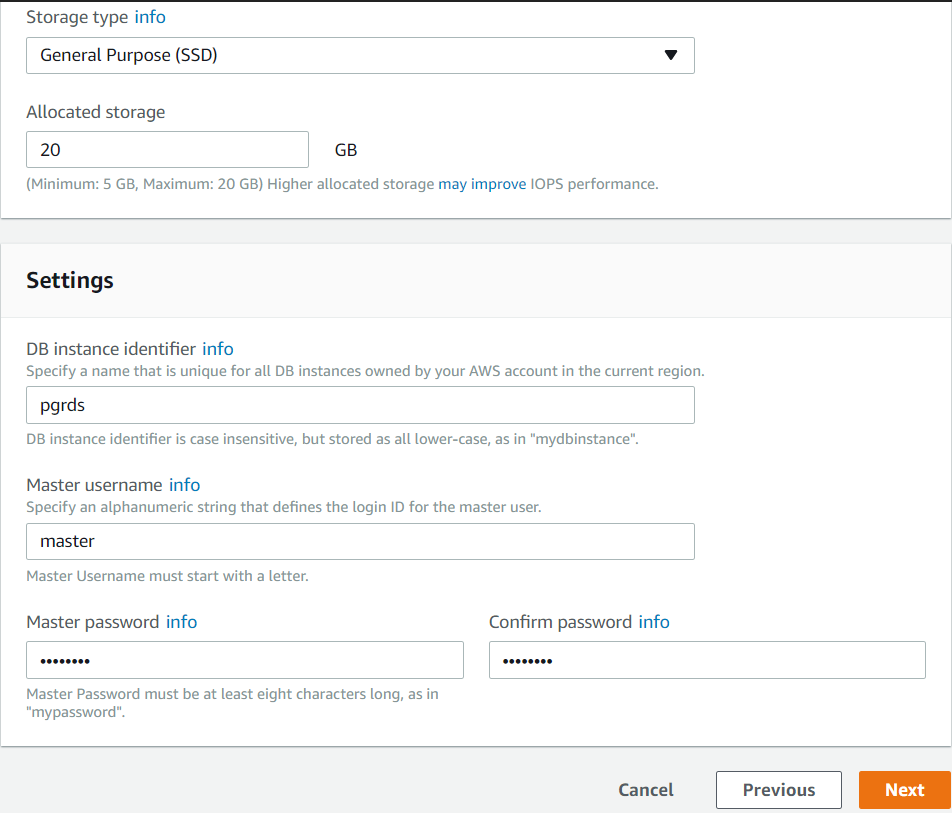 Storage type info
General Purpose (SSD)
Allocated storage
20 GB
(Minimum: 5 GB, Maximum: 20 GB) Higher allocated storage may improve IOPS performance.
Settings
DB instance identifier info
Specify a name that is unique for all DB instances owned by your AWS account in the current region.
pgrds
DB instance identifier is case insensitive, but stored as all lower-case, as in "mydbinstance".
Master username info
Specify an alphanumeric string that defines the login ID for the master user.
master
Master Username must start with a letter.
Master password info Confirm password info
•••••••• ••••••••
Master Password must be at least eight characters long, as in
"mypassword".
Cancel Previous Next